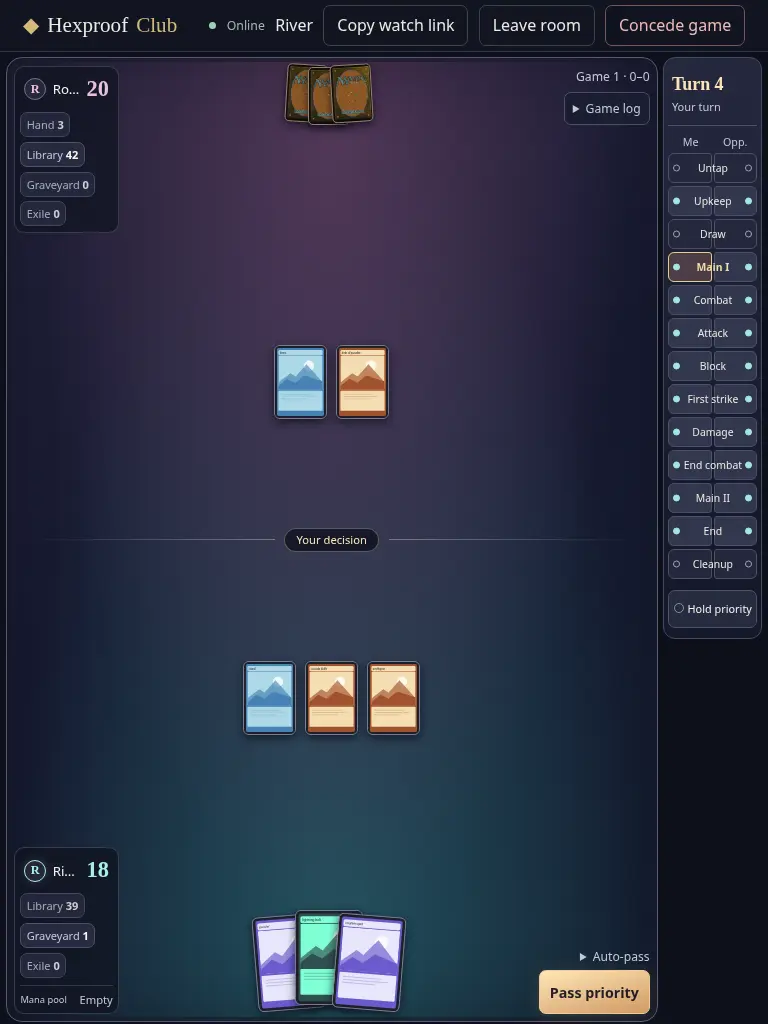 ◆ Hexproof Club
Online River
Copy watch link
Leave room
Concede game
R Ro... 20
Hand 3
Library 42
Graveyard 0
Exile 0
Game 1 · 0–0
▶ Game log
Turn 4
Your turn
Me Opp.
Untap
Upkeep
Draw
Main I
Combat
Attack
Block
First strike
Damage
End combat
Main II
End
Cleanup
Hold priority
Your decision
R Ri... 18
Library 39
Graveyard 1
Exile 0
Mana pool Empty
▶ Auto-pass
Pass priority